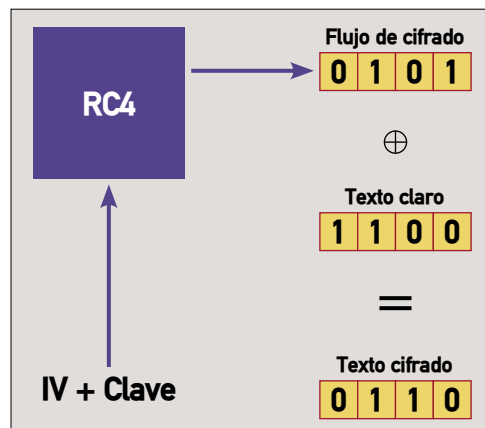 Flujo de cifrado
0 1 0 1
RC4
⊕
Texto claro
1 1 0 0
=
Texto cifrado
IV + Clave
0 1 1 0